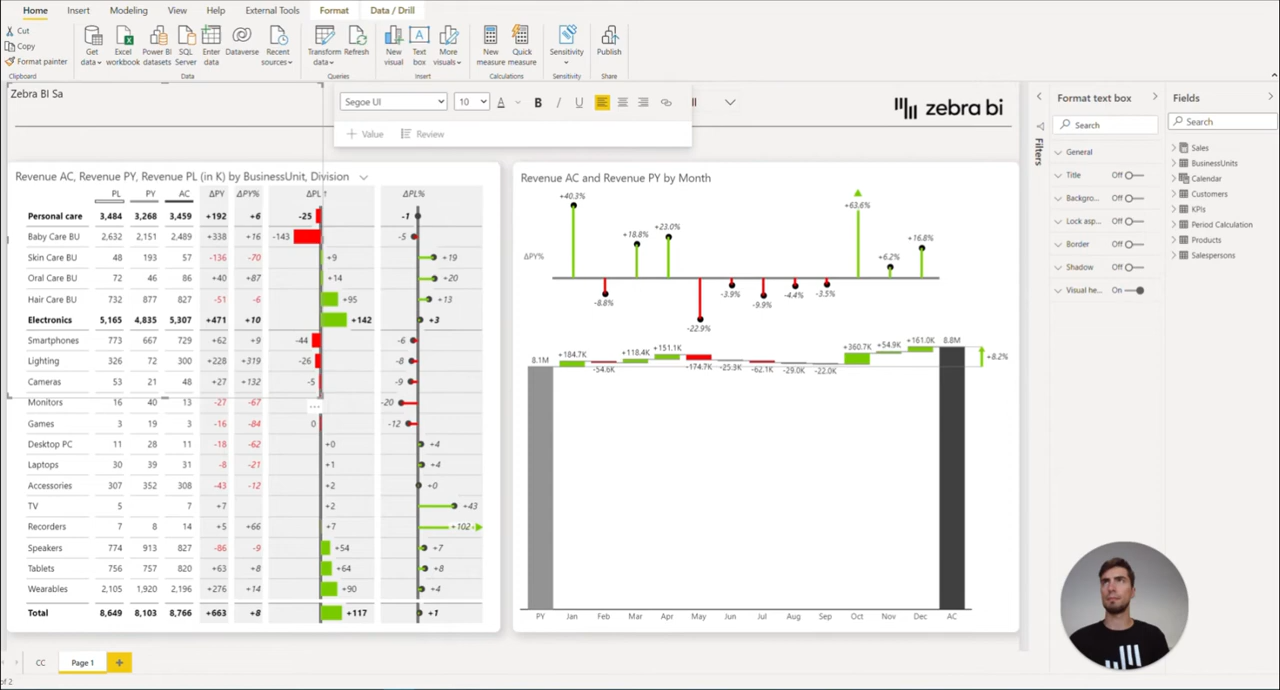 Home Insert Modeling View Help External Tools Format Data / Drill
Cut
Copy
Format painter
Clipboard
Get data
Excel workbook
Power BI datasets
SQL Server
Enter data
Dataverse
Recent sources
Data
Transform data
Refresh
Queries
New visual
Text box
More visuals
Insert
New measure
Quick measure
Calculations
Sensitivity
Sensitivity
Publish
Share
Zebra BI Sa
Segoe UI 10 A B I U
Value Review
zebra bi
Revenue AC, Revenue PY, Revenue PL (in K) by BusinessUnit, Division
PL PY AC ΔPY ΔPY% ΔPL ↑ ΔPL%
Personal care 3,484 3,268 3,459 +192 +6 -25 -1
Baby Care BU 2,632 2,151 2,489 +338 +16 -143 -5
Skin Care BU 48 193 57 -136 -70 +9 +19
Oral Care BU 72 46 86 +40 +87 +14 +20
Hair Care BU 732 877 827 -51 -6 +95 +13
Electronics 5,165 4,835 5,307 +471 +10 +142 +3
Smartphones 773 667 729 +62 +9 -44 -6
Lighting 326 72 300 +228 +319 -26 -8
Cameras 53 21 48 +27 +132 -5 -9
Monitors 16 40 13 -27 -67 -20
Games 3 19 3 -16 -84 0 -12
Desktop PC 11 28 11 -18 -62 +0 +4
Laptops 30 39 31 -8 -21 +1 +4
Accessories 307 352 308 -43 -12 +2 +0
TV 5 7 +7 +2 +43
Recorders 7 8 14 +5 +66 +7 +102
Speakers 774 913 827 -86 -9 +54 +7
Tablets 756 757 820 +63 +8 +64 +8
Wearables 2,105 1,920 2,196 +276 +14 +90 +4
Total 8,649 8,103 8,766 +663 +8 +117 +1
Revenue AC and Revenue PY by Month
ΔPY%
+40.3% -8.8% +18.8% +23.0% -22.9% -3.9% -9.9% -4.4% -3.5% +63.6% +6.2% +16.8%
8.1M +184.7K -54.6K +118.4K +151.1K -174.7K -25.3K -62.1K -29.0K -22.0K +360.7K +54.9K +161.0K 8.8M +8.2%
PY Jan Feb Mar Apr May Jun Jul Aug Sep Oct Nov Dec AC
Filters
Format text box
Search
General
Title Off
Backgro... Off
Lock asp... Off
Border Off
Shadow Off
Visual he... On
Fields
Search
Sales
BusinessUnits
Calendar
Customers
KPIs
Period Calculation
Products
Salespersons
CC Page 1 +
of 2